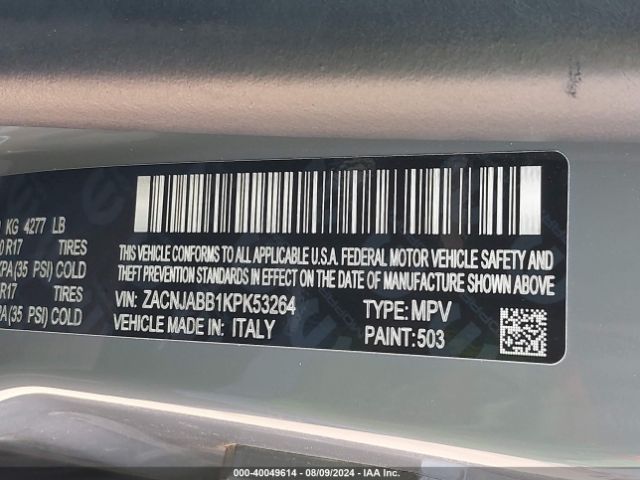 KG 4277 LB
R17 TIRES
(35 PSI) COLD
R17 TIRES
(35 PSI) COLD
THIS VEHICLE CONFORMS TO ALL APPLICABLE U.S.A. FEDERAL MOTOR VEHICLE SAFETY AND
THEFT PREVENTION STANDARDS IN EFFECT ON THE DATE OF MANUFACTURE SHOWN ABOVE
VIN: ZACNJABB1KPK53264 TYPE: MPV
VEHICLE MADE IN: ITALY PAINT: 503
000-40049614 - 08/09/2024 - IAA Inc.